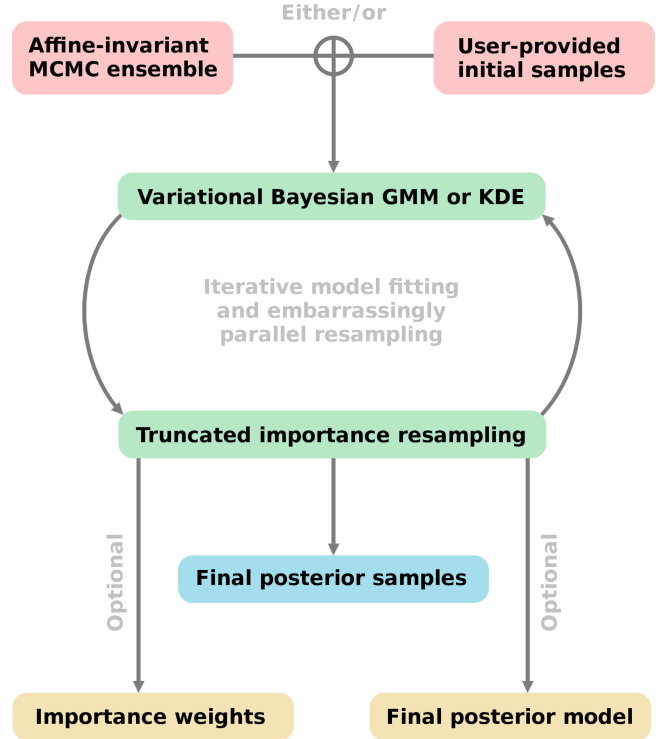 Either/or
Affine-invariant
MCMC ensemble
User-provided
initial samples
Variational Bayesian GMM or KDE
Iterative model fitting
and embarrassingly
parallel resampling
Truncated importance resampling
Optional
Final posterior samples
Optional
Importance weights
Final posterior model